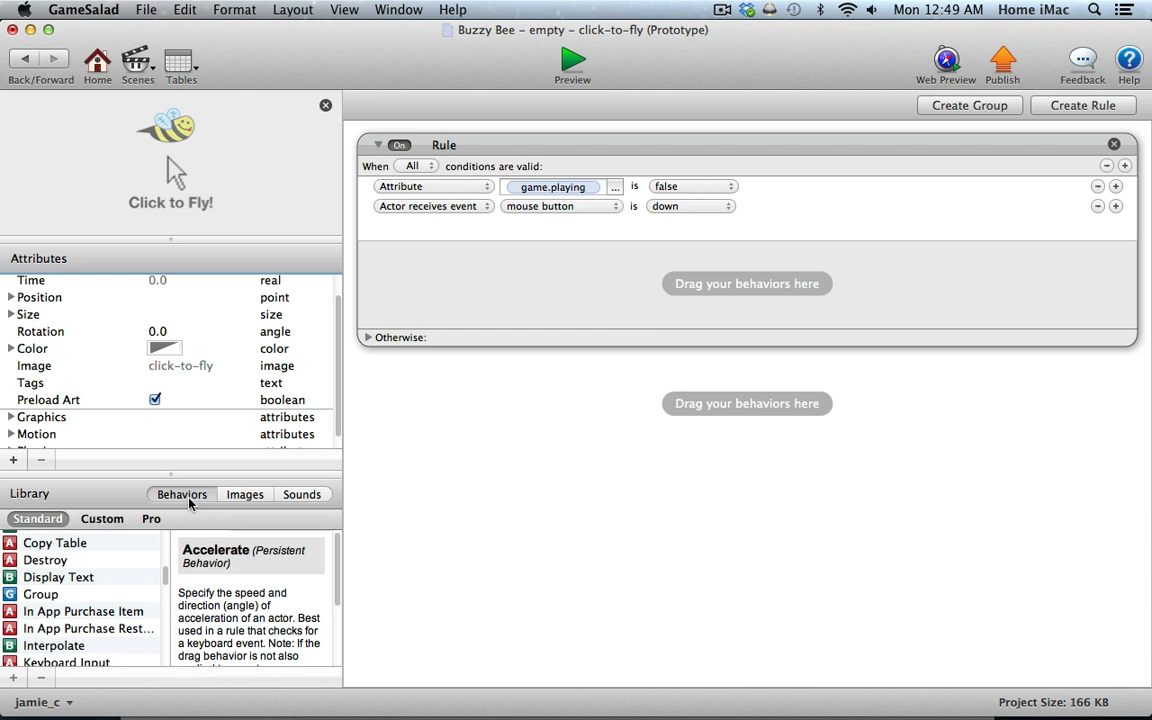 GameSalad File Edit Format Layout View Window Help Mon 12:49 AM Home iMac
Buzzy Bee – empty – click-to-fly (Prototype)
Back/Forward Home Scenes Tables Preview Web Preview Publish Feedback Help
Create Group Create Rule
Click to Fly!
On Rule
When All conditions are valid:
Attribute game.playing ... is false
Actor receives event mouse button is down
Drag your behaviors here
Otherwise:
Drag your behaviors here
Attributes
Time 0.0 real
Position point
Size size
Rotation 0.0 angle
Color color
Image click-to-fly image
Tags text
Preload Art boolean
Graphics attributes
Motion attributes
Library Behaviors Images Sounds
Standard Custom Pro
A Copy Table
A Destroy
B Display Text
G Group
A In App Purchase Item
A In App Purchase Rest...
B Interpolate
A Keyboard Input
Accelerate (Persistent
Behavior)
Specify the speed and
direction (angle) of
acceleration of an actor. Best
used in a rule that checks for
a keyboard event. Note: If the
drag behavior is not also
jamie_c Project Size: 166 KB